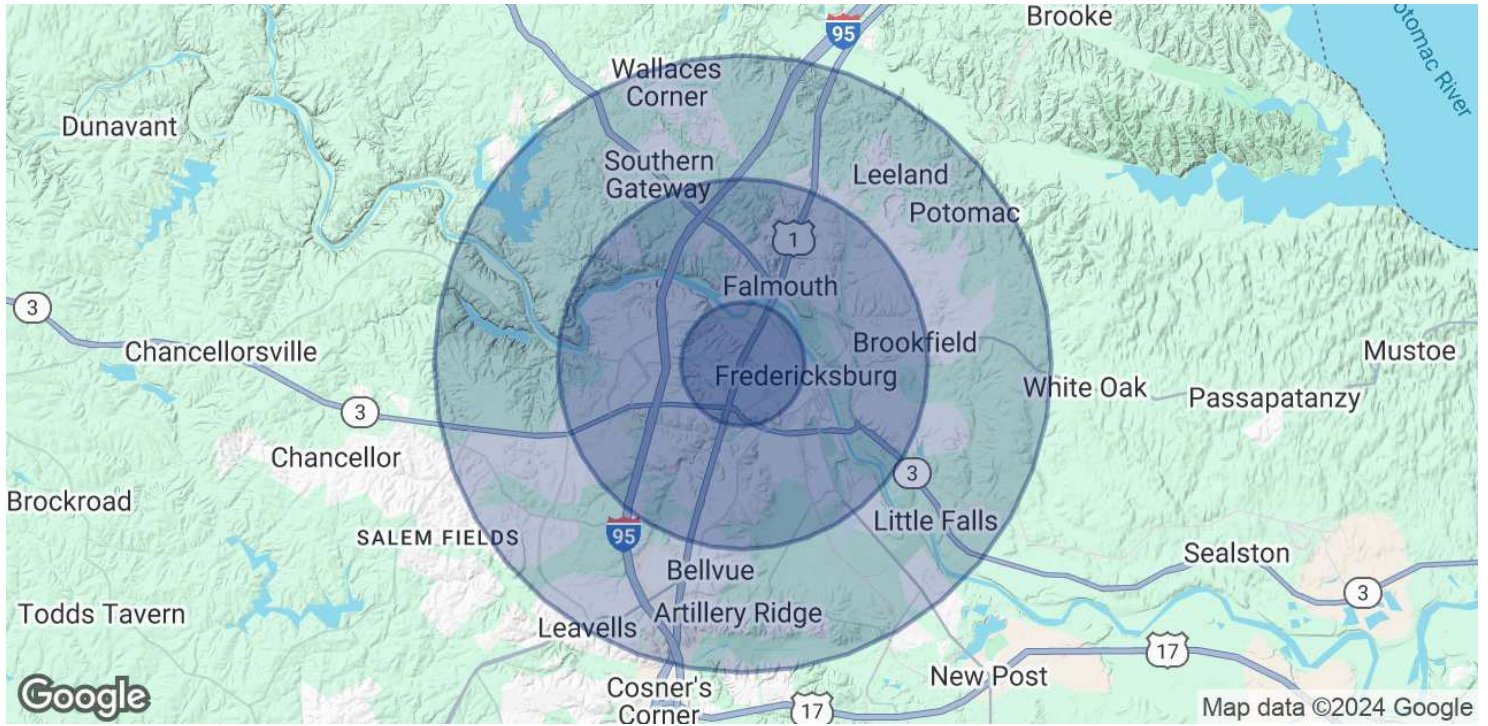 Brooke
95
Wallaces
Corner
Potomac River
Dunavant
Southern
Gateway
Leeland
Potomac
1
Falmouth
3
Chancellorsville
Brookfield
Mustoe
Fredericksburg
White Oak
Passapatanzy
3
Chancellor
3
Brockroad
Little Falls
SALEM FIELDS
95
Sealston
Bellvue
3
Todds Tavern
Artillery Ridge
Leavells
17
New Post
Cosner's
Corner
17
Google
Map data ©2024 Google